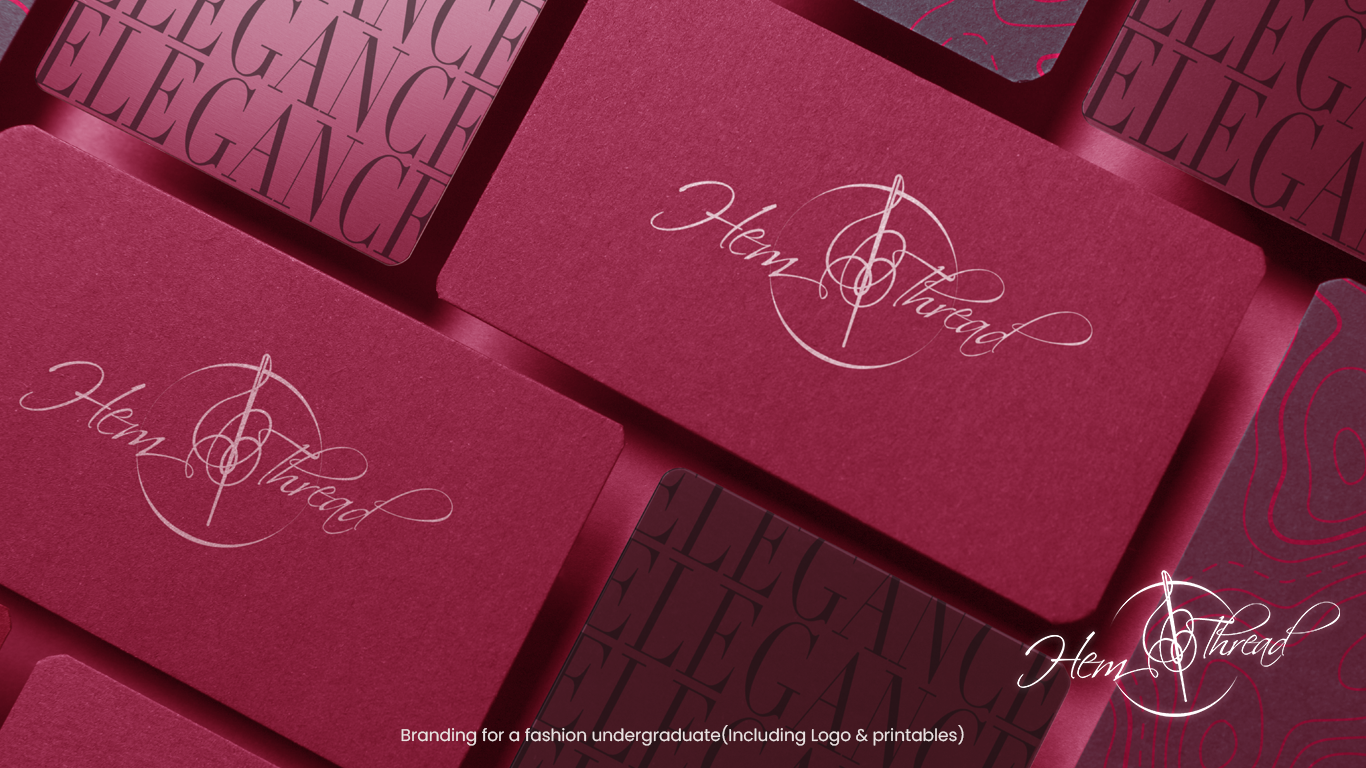 ELEGANCE
ELEGANCE
ELEGANCE
ELEGANCE
ELEGANCE
Hem Thread
Hem Thread
ELEGANCE
ELEGANCE
ELEGANCE
Hem Thread
Branding for a fashion undergraduate(Including Logo & printables)